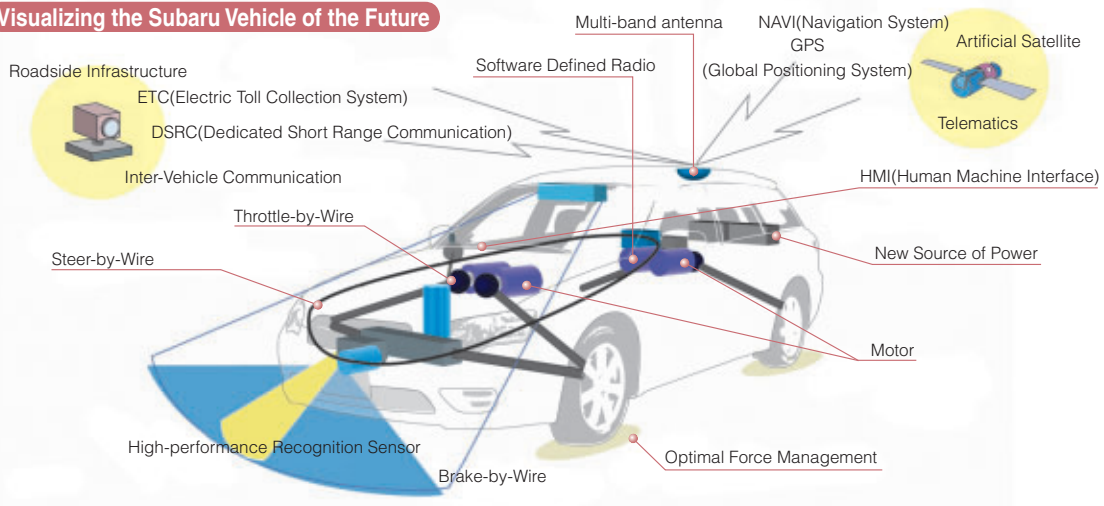 Visualizing the Subaru Vehicle of the Future
Multi-band antenna
NAVI(Navigation System)
GPS
(Global Positioning System)
Artificial Satellite
Telematics
Software Defined Radio
Roadside Infrastructure
ETC(Electric Toll Collection System)
DSRC(Dedicated Short Range Communication)
Inter-Vehicle Communication
HMI(Human Machine Interface)
Throttle-by-Wire
Steer-by-Wire
New Source of Power
Motor
High-performance Recognition Sensor
Optimal Force Management
Brake-by-Wire